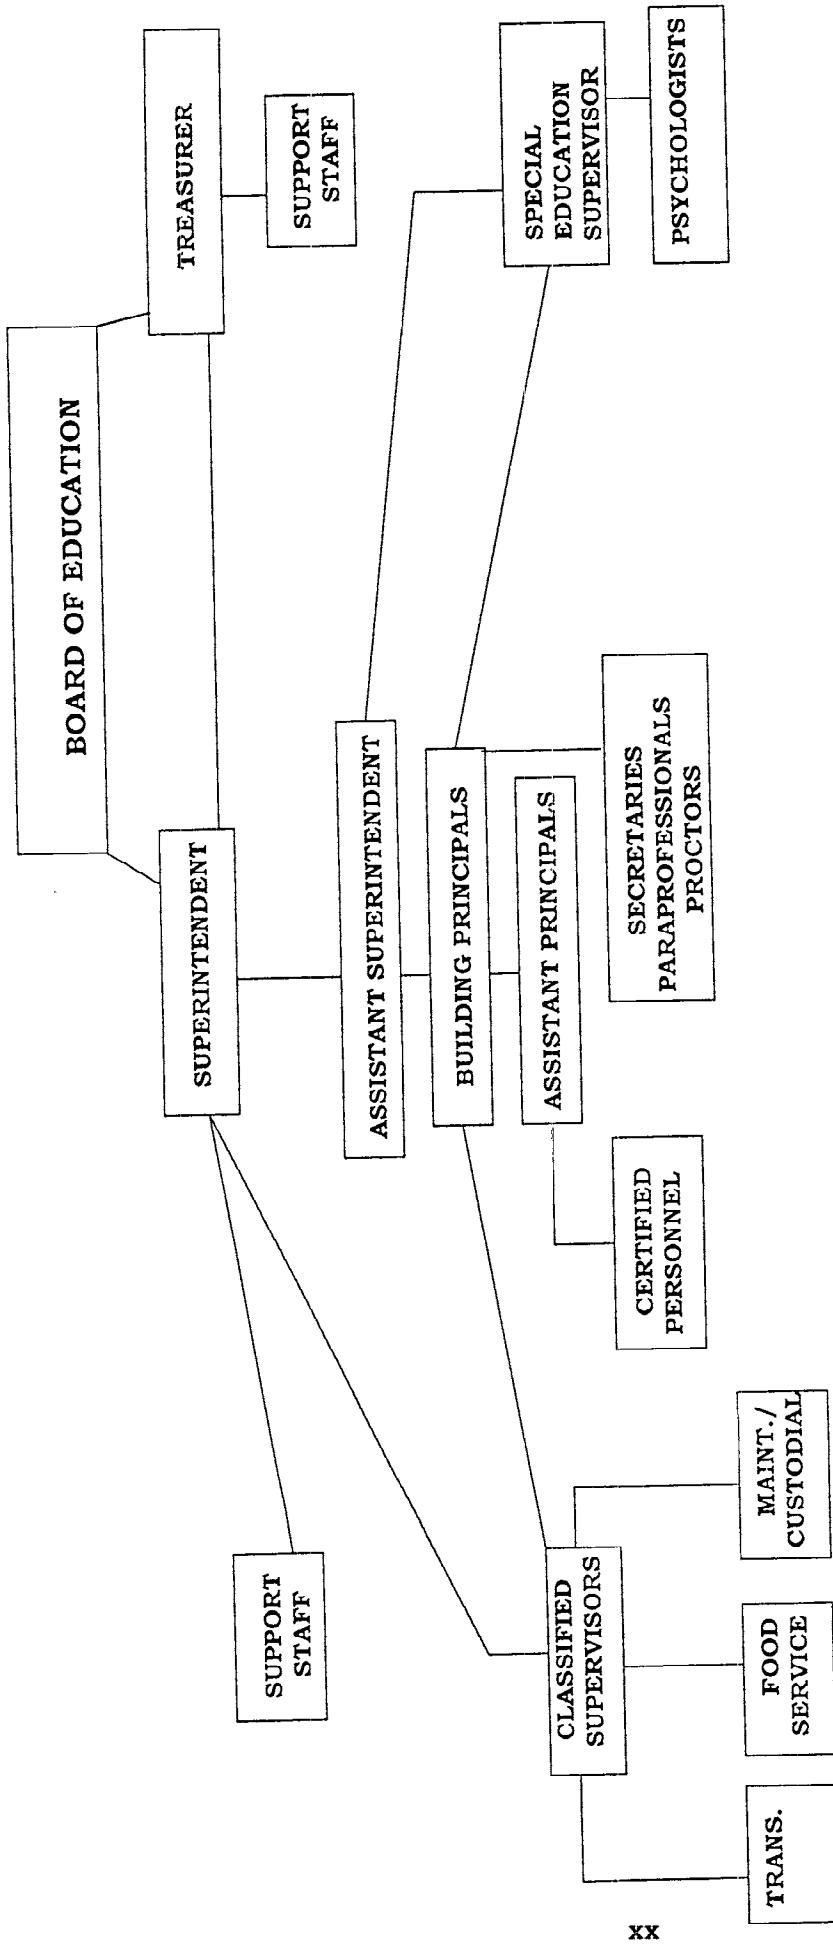 BOARD OF EDUCATION
SUPERINTENDENT
TREASURER
SUPPORT
STAFF
SUPPORT
STAFF
ASSISTANT SUPERINTENDENT
BUILDING PRINCIPALS
ASSISTANT PRINCIPALS
CLASSIFIED
SUPERVISORS
SPECIAL
EDUCATION
SUPERVISOR
CERTIFIED
PERSONNEL
SECRETARIES
PARAPROFESSIONALS
PROCTORS
PSYCHOLOGISTS
TRANS.
FOOD
SERVICE
MAINT./
CUSTODIAL
xx